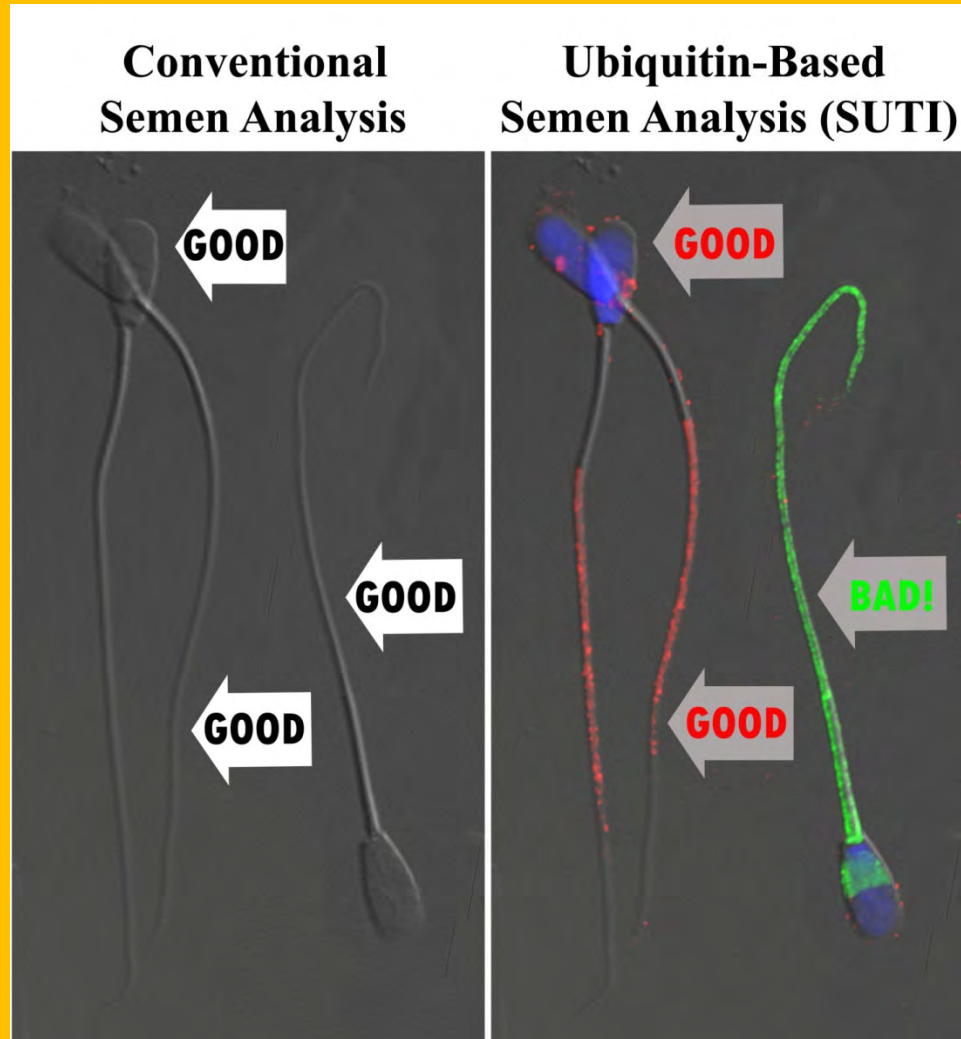 Conventional
Semen Analysis
Ubiquitin-Based
Semen Analysis (SUTI)
GOOD
GOOD
GOOD
GOOD
BAD!
GOOD